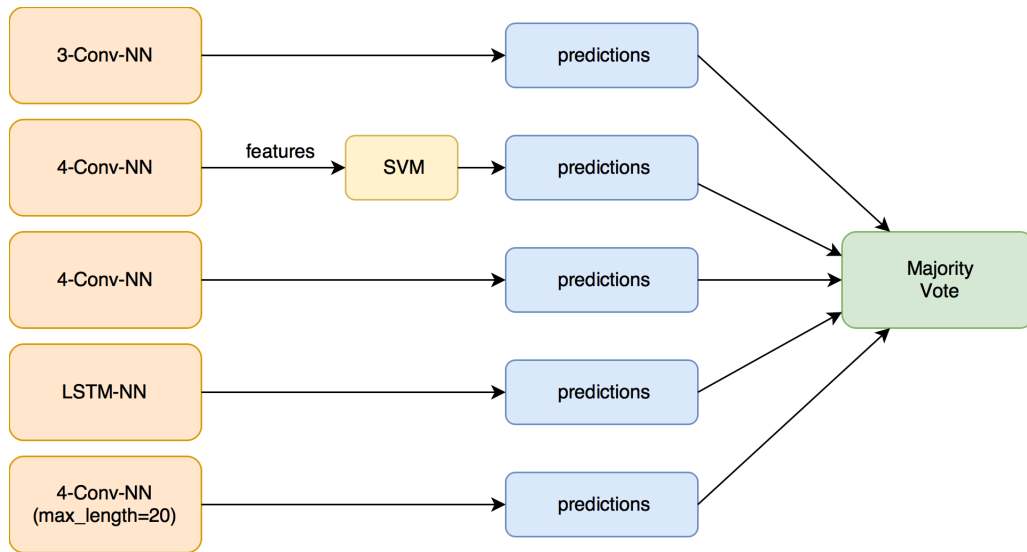 3-Conv-NN
predictions
4-Conv-NN
features
SVM
predictions
4-Conv-NN
predictions
Majority
Vote
LSTM-NN
predictions
4-Conv-NN
(max_length=20)
predictions